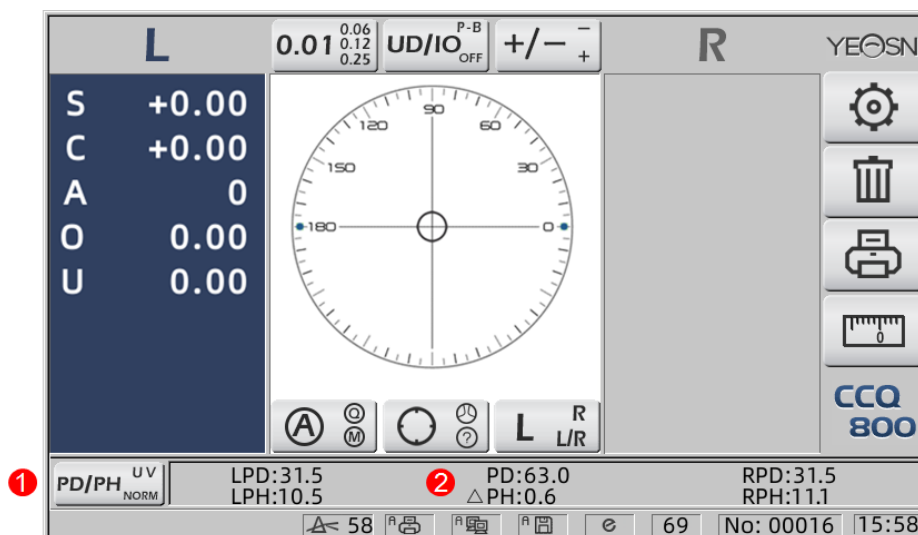 L
0.01 0.06 0.12 0.25
UD/IO P-B OFF
+/− − +
R
YEOSN
S +0.00
C +0.00
A 0
O 0.00
U 0.00
90
120 60
150 30
180 0
0
A Q M
?
L R L/R
CCQ
800
1
PD/PH UV NORM
LPD:31.5
LPH:10.5
2
PD:63.0
△PH:0.6
RPD:31.5
RPH:11.1
58 A A A e 69 No: 00016 15:58